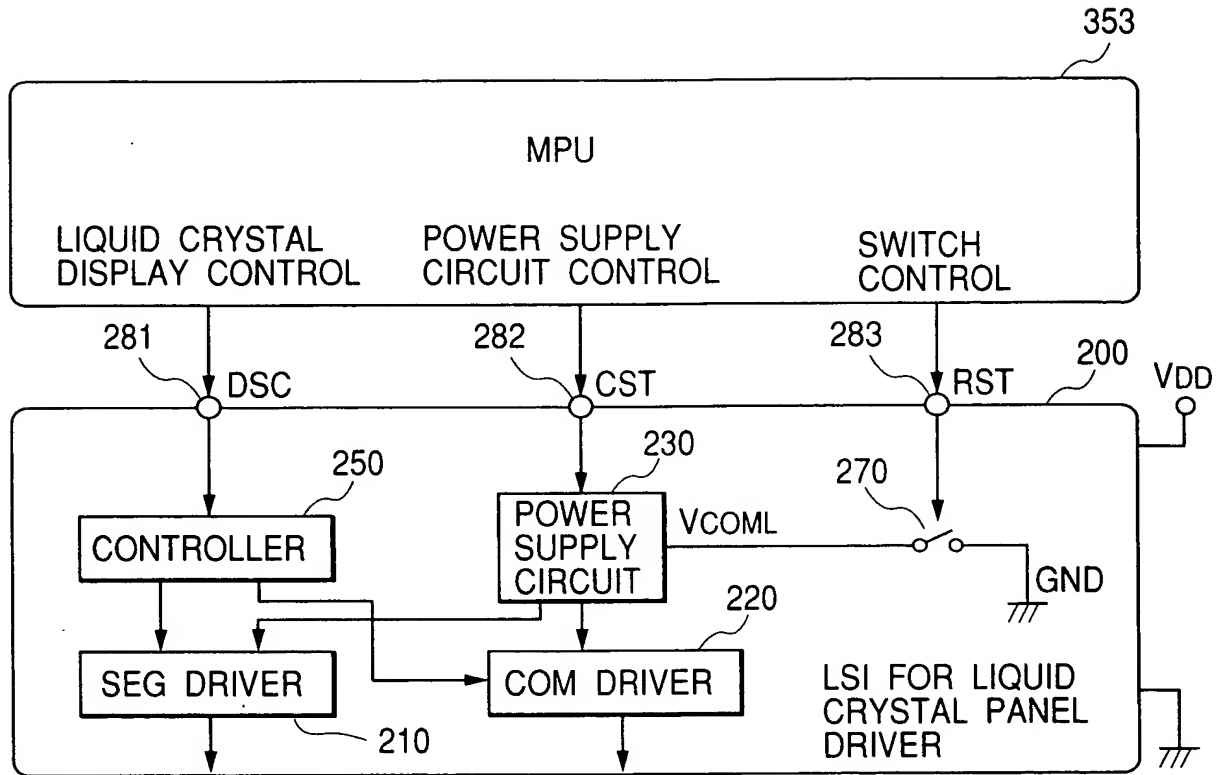 353
MPU
LIQUID CRYSTAL
DISPLAY CONTROL
POWER SUPPLY
CIRCUIT CONTROL
SWITCH
CONTROL
281
DSC
282
CST
283
RST
200
VDD
250
CONTROLLER
230
POWER
SUPPLY
CIRCUIT
VCOML
270
GND
220
SEG DRIVER
210
COM DRIVER
LSI FOR LIQUID
CRYSTAL PANEL
DRIVER